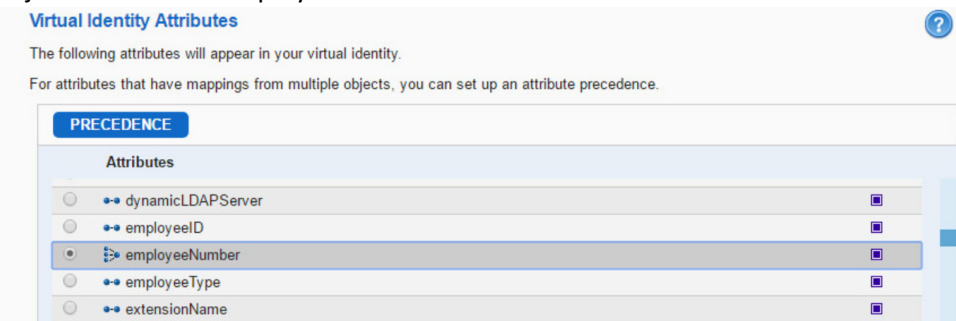 Virtual Identity Attributes
?
The following attributes will appear in your virtual identity.
For attributes that have mappings from multiple objects, you can set up an attribute precedence.
PRECEDENCE
Attributes
dynamicLDAPServer
employeeID
employeeNumber
employeeType
extensionName